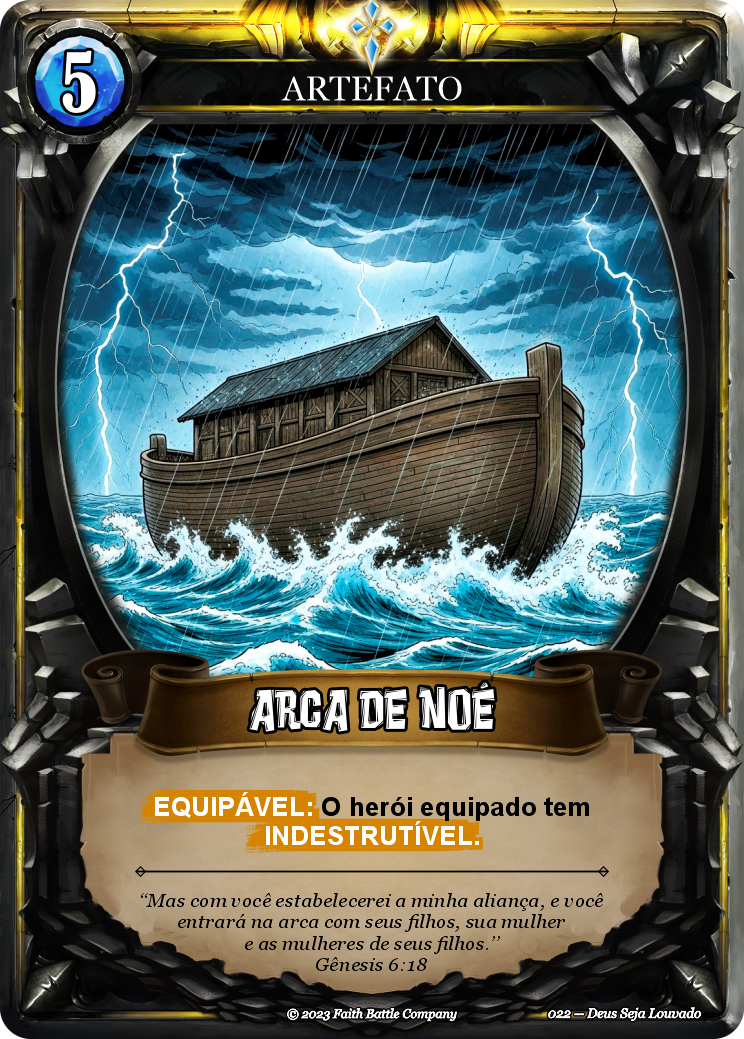 5
ARTEFATO
ARCA DE NOÉ
EQUIPÁVEL: O herói equipado tem
INDESTRUTÍVEL.
“Mas com você estabelecerei a minha aliança, e você
entrará na arca com seus filhos, sua mulher
e as mulheres de seus filhos.’’
Gênesis 6:18
© 2023 Faith Battle Company
022 – Deus Seja Louvado